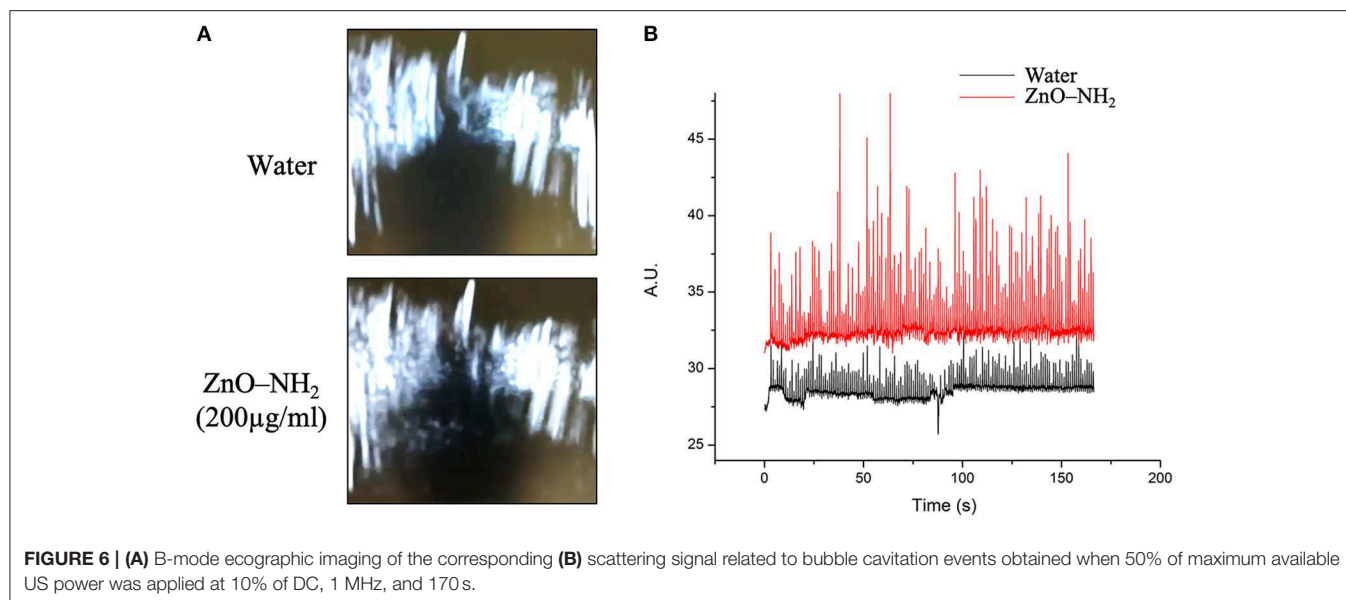 A
Water
ZnO–NH₂
(200µg/ml)
B
Water
ZnO–NH₂
45
40
35
30
25
A.U.
0
50
100
150
200
Time (s)
FIGURE 6 | (A) B-mode ecographic imaging of the corresponding (B) scattering signal related to bubble cavitation events obtained when 50% of maximum available
US power was applied at 10% of DC, 1 MHz, and 170 s.